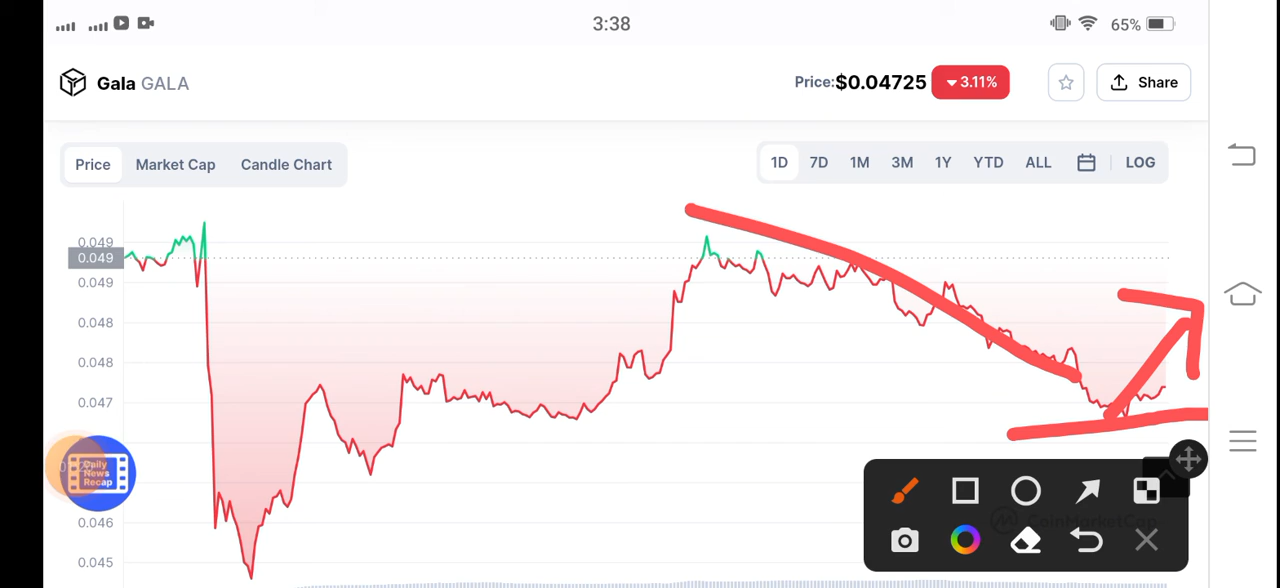 3:38
65%
Gala GALA
Price:$0.04725 3.11%
Share
Price Market Cap Candle Chart
1D 7D 1M 3M 1Y YTD ALL LOG
0.049
0.049
0.049
0.048
0.048
0.047
Daily
News
Recap
0.046
CoinMarketCap
0.045